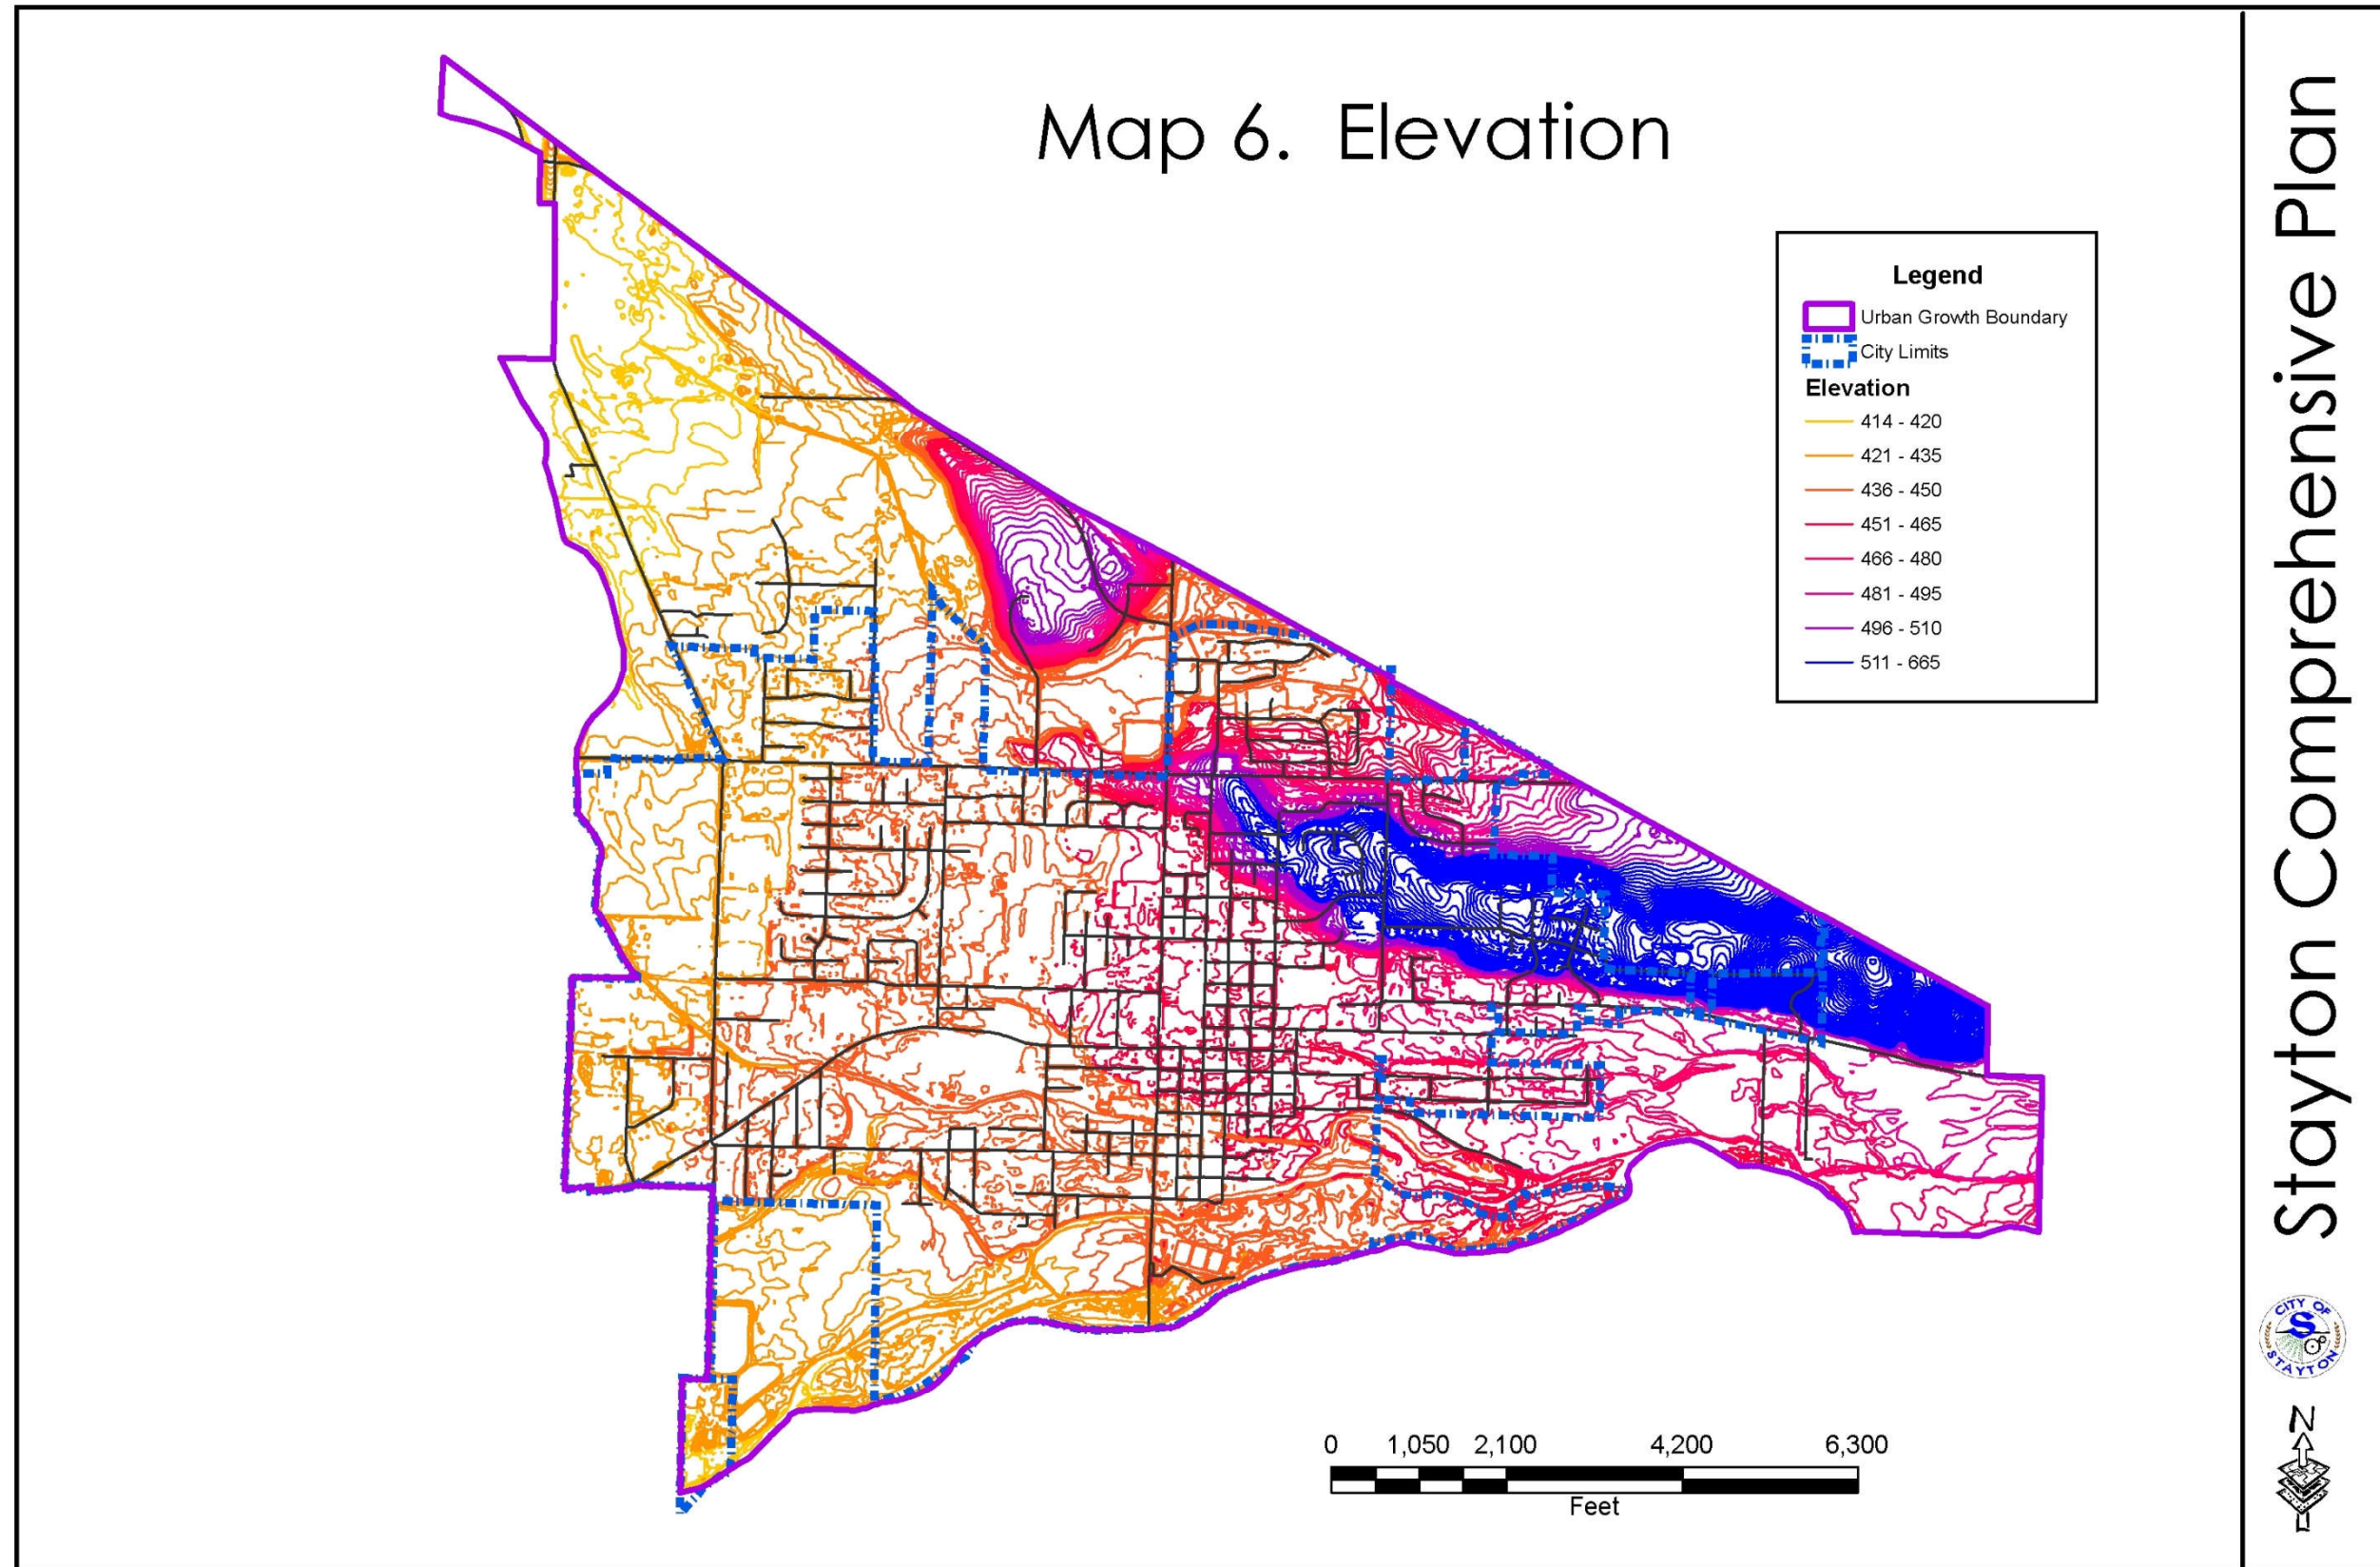 Map 6. Elevation
Legend
Urban Growth Boundary
City Limits
Elevation
414 - 420
421 - 435
436 - 450
451 - 465
466 - 480
481 - 495
496 - 510
511 - 665
0 1,050 2,100 4,200 6,300
Feet
Stayton Comprehensive Plan
CITY OF
S
STAYTON
N